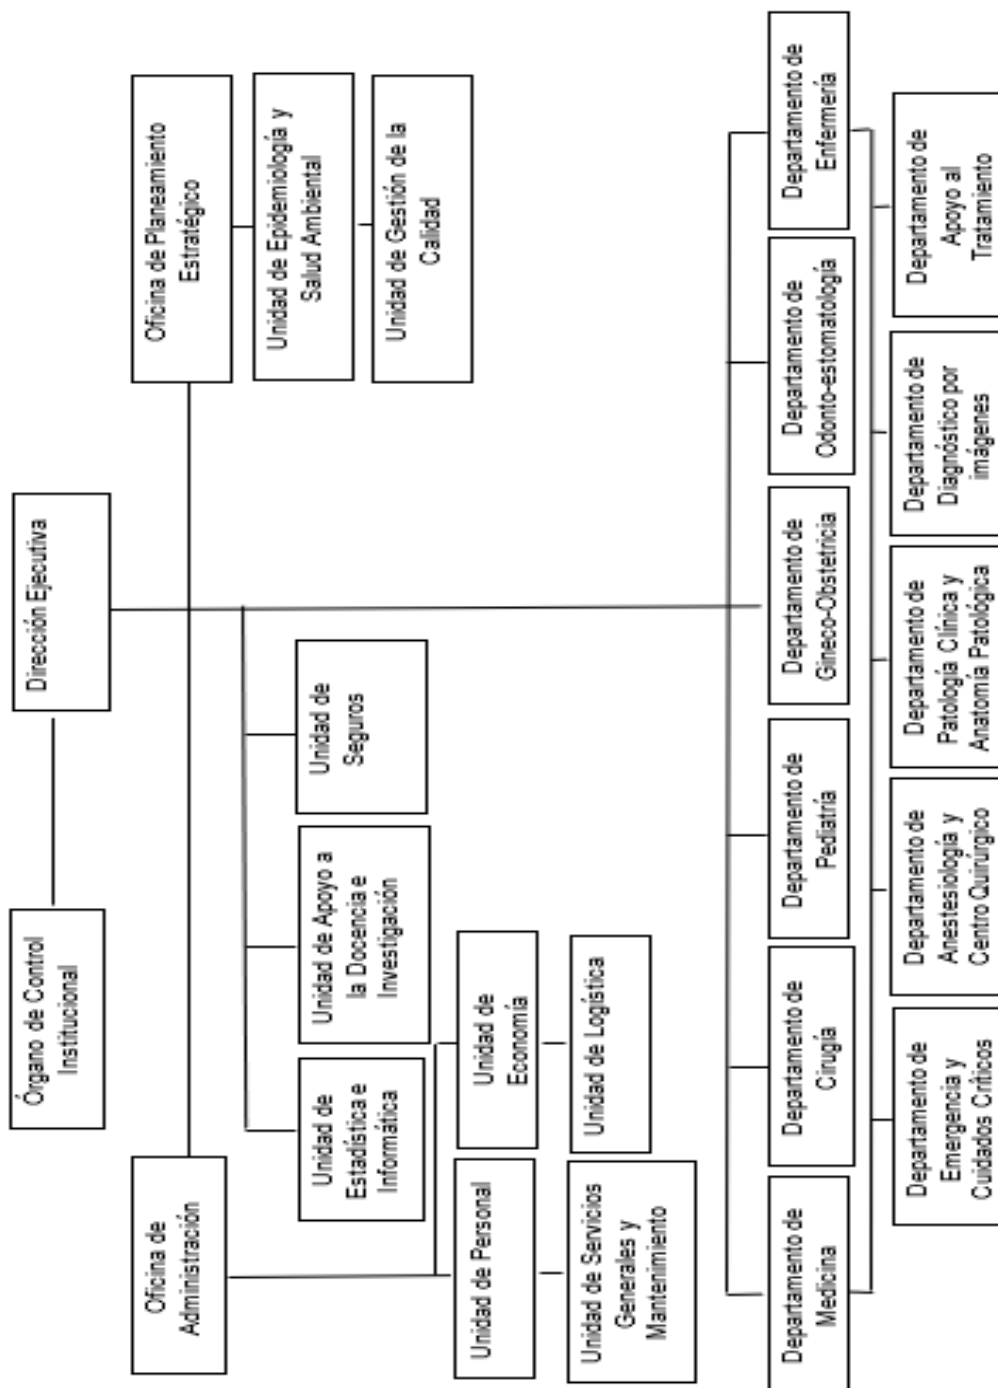 Órgano de Control
Institucional
Dirección Ejecutiva
Oficina de
Administración
Oficina de Planeamiento
Estratégico
Unidad de Epidemiología y
Salud Ambiental
Unidad de Gestión de la
Calidad
Unidad de
Estadística e
Informática
Unidad de Apoyo a
la Docencia e
Investigación
Unidad de
Seguros
Unidad de Personal
Unidad de
Economía
Unidad de Servicios
Generales y
Mantenimiento
Unidad de Logística
Departamento de
Medicina
Departamento de
Cirugía
Departamento de
Pediatría
Departamento de
Gineco-Obstetricia
Departamento de
Odonto-estomatología
Departamento de
Enfermería
Departamento de
Emergencia y
Cuidados Críticos
Departamento de
Anestesiología y
Centro Quirúrgico
Departamento de
Patología Clínica y
Anatomía Patológica
Departamento de
Diagnóstico por
imágenes
Departamento de
Apoyo al
Tratamiento